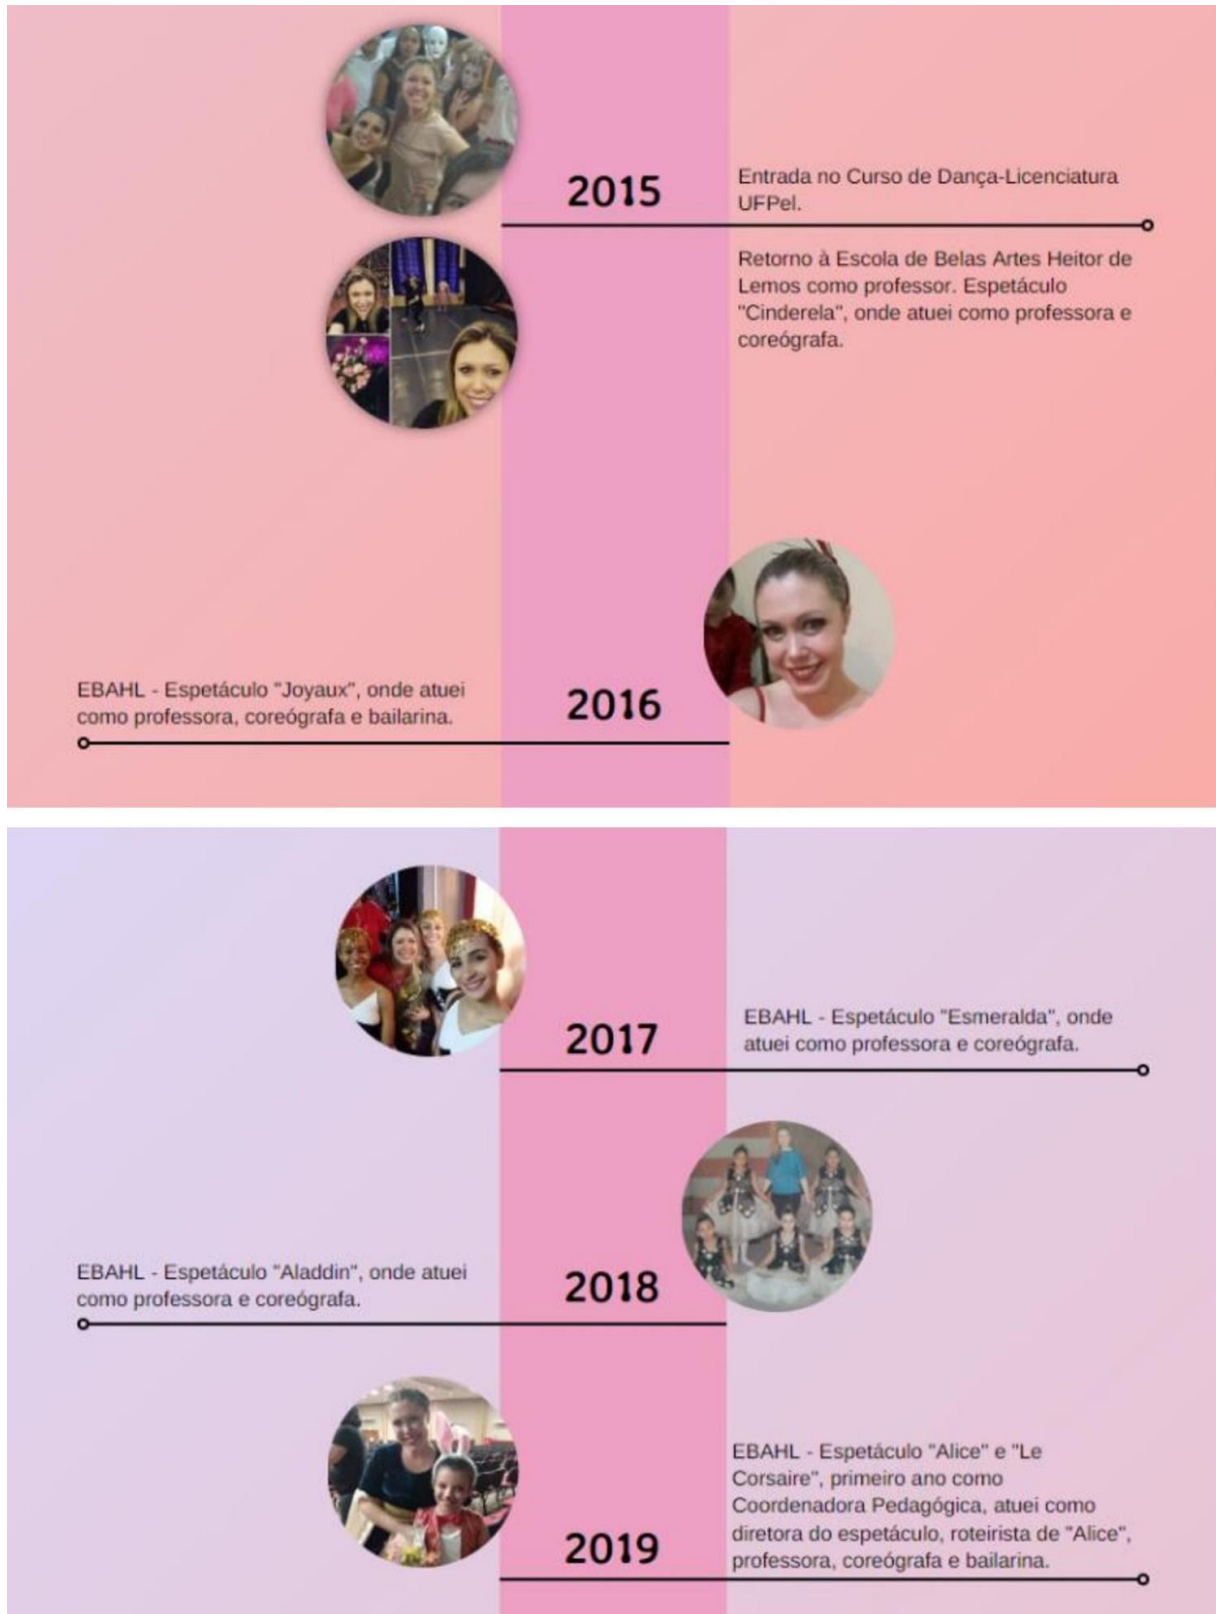 2015
Entrada no Curso de Dança-Licenciatura
UFPel.
Retorno à Escola de Belas Artes Heitor de
Lemos como professor. Espetáculo
"Cinderela", onde atuei como professora e
coreógrafa.
EBAHL - Espetáculo "Joyaux", onde atuei
como professora, coreógrafa e bailarina.
2016
2017
EBAHL - Espetáculo "Esmeralda", onde
atuei como professora e coreógrafa.
EBAHL - Espetáculo "Aladdin", onde atuei
como professora e coreógrafa.
2018
2019
EBAHL - Espetáculo "Alice" e "Le
Corsaire", primeiro ano como
Coordenadora Pedagógica, atuei como
diretora do espetáculo, roteirista de "Alice",
professora, coreógrafa e bailarina.